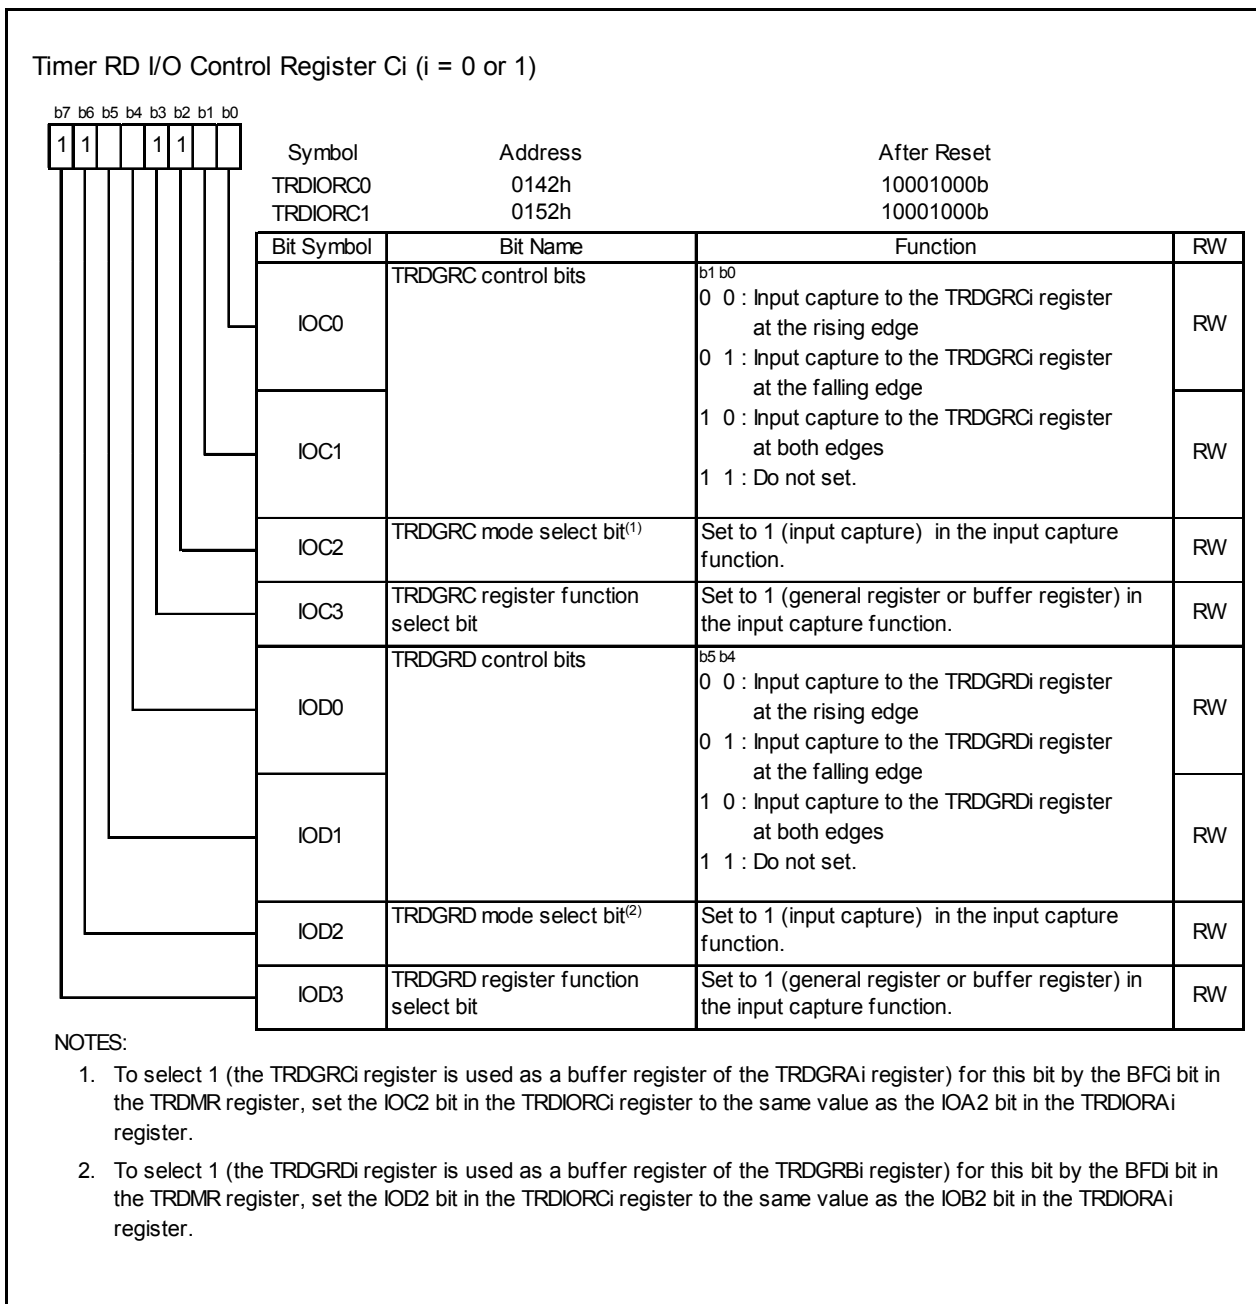 Timer RD I/O Control Register Ci (i = 0 or 1)
b7 b6 b5 b4 b3 b2 b1 b0
1 1 1 1
Symbol Address After Reset
TRDIORC0 0142h 10001000b
TRDIORC1 0152h 10001000b
Bit Symbol Bit Name Function RW
IOC0 TRDGRC control bits RW
b1 b0
0 0 : Input capture to the TRDGRCi register
at the rising edge
0 1 : Input capture to the TRDGRCi register
at the falling edge
IOC1 RW
1 0 : Input capture to the TRDGRCi register
at both edges
1 1 : Do not set.
IOC2 TRDGRC mode select bit(1) Set to 1 (input capture) in the input capture RW
function.
IOC3 TRDGRC register function Set to 1 (general register or buffer register) in RW
select bit the input capture function.
IOD0 TRDGRD control bits RW
b5 b4
0 0 : Input capture to the TRDGRDi register
at the rising edge
0 1 : Input capture to the TRDGRDi register
at the falling edge
IOD1 RW
1 0 : Input capture to the TRDGRDi register
at both edges
1 1 : Do not set.
IOD2 TRDGRD mode select bit(2) Set to 1 (input capture) in the input capture RW
function.
IOD3 TRDGRD register function Set to 1 (general register or buffer register) in RW
select bit the input capture function.
NOTES:
1. To select 1 (the TRDGRCi register is used as a buffer register of the TRDGRAi register) for this bit by the BFCi bit in
the TRDMR register, set the IOC2 bit in the TRDIORCi register to the same value as the IOA2 bit in the TRDIORAi
register.
2. To select 1 (the TRDGRDi register is used as a buffer register of the TRDGRBi register) for this bit by the BFDi bit in
the TRDMR register, set the IOD2 bit in the TRDIORCi register to the same value as the IOB2 bit in the TRDIORAi
register.